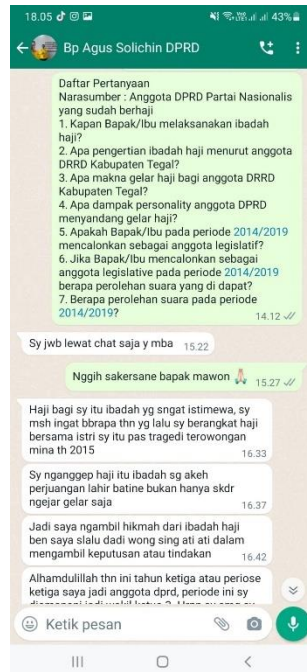 18.05
43%
Bp Agus Solichin DPRD
Daftar Pertanyaan
Narasumber : Anggota DPRD Partai Nasionalis
yang sudah berhaji
1. Kapan Bapak/Ibu melaksanakan ibadah
haji?
2. Apa pengertian ibadah haji menurut anggota
DRRD Kabupaten Tegal?
3. Apa makna gelar haji bagi anggota DRRD
Kabupaten Tegal?
4. Apa dampak personality anggota DPRD
menyandang gelar haji?
5. Apakah Bapak/Ibu pada periode 2014/2019
mencalonkan sebagai anggota legislatif?
6. Jika Bapak/Ibu mencalonkan sebagai
anggota legislative pada periode 2014/2019
berapa perolehan suara yang di dapat?
7. Berapa perolehan suara pada periode
2014/2019?
14.12
Sy jwb lewat chat saja y mba 15.22
Nggih sakersane bapak mawon 🙏 15.27
Haji bagi sy itu ibadah yg sngat istimewa, sy
msh ingat bbrapa thn yg lalu sy berangkat haji
bersama istri sy itu pas tragedi terowongan
mina th 2015
16.33
Sy nganggep haji itu ibadah sg akeh
perjuangan lahir batine bukan hanya skdr
ngejar gelar saja
16.37
Jadi saya ngambil hikmah dari ibadah haji
ben saya slalu dadi wong sing ati ati dalam
mengambil keputusan atau tindakan
16.42
Alhamdulillah thn ini tahun ketiga atau periose
ketiga saya jadi anggota dprd, periode ini sy
Ketik pesan